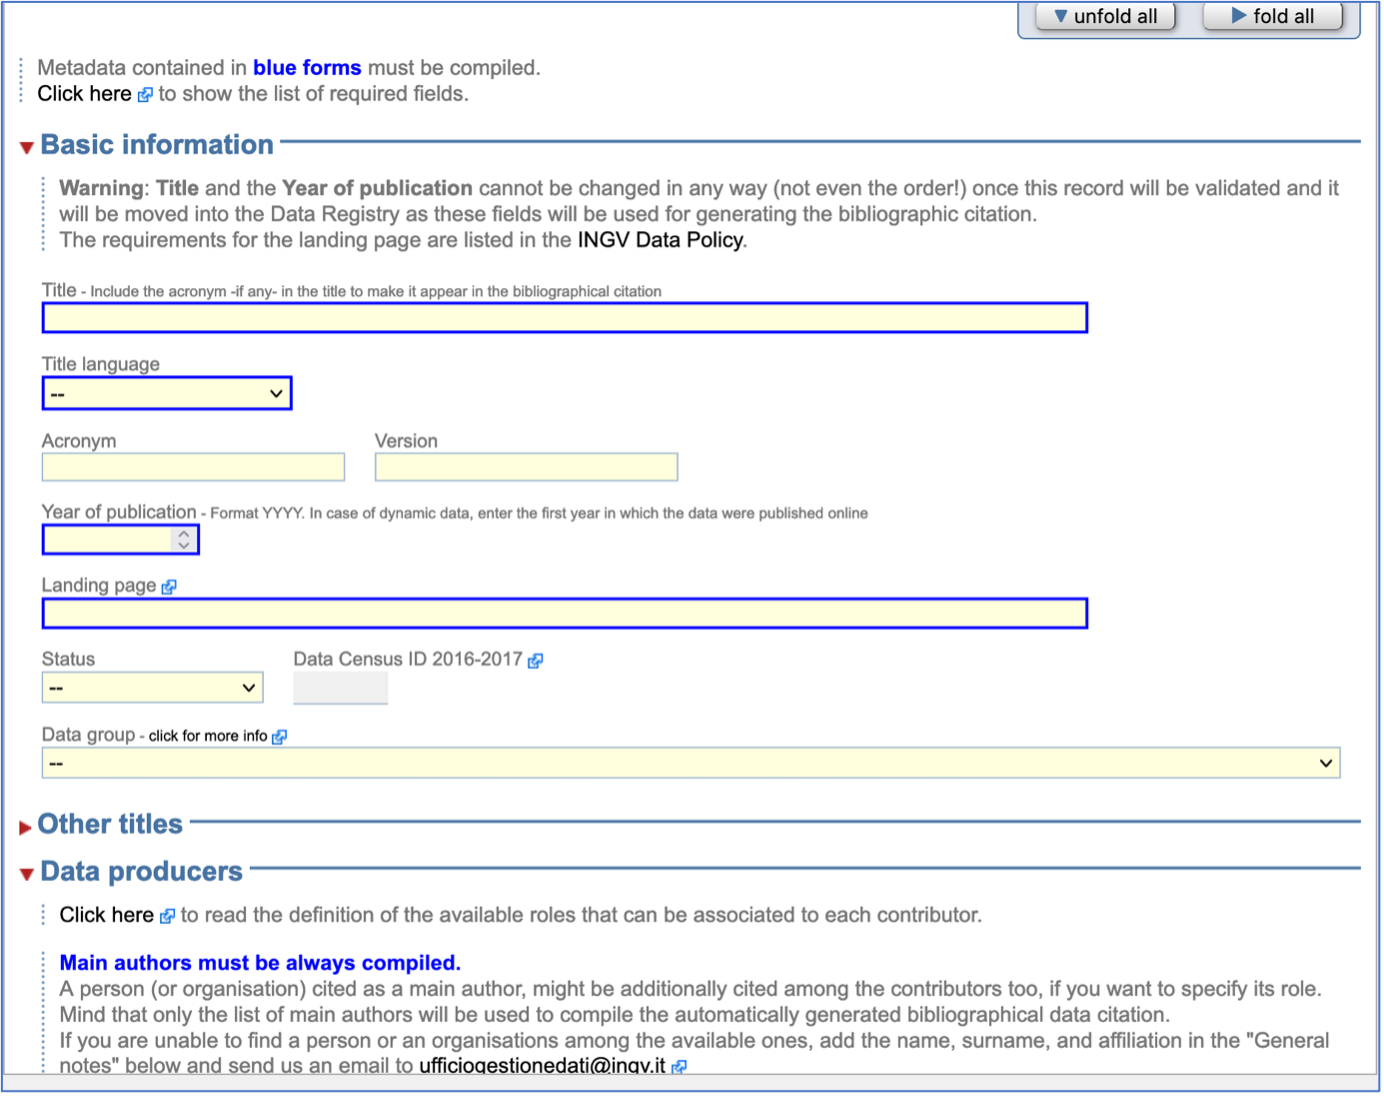 ▼ unfold all ▶ fold all
Metadata contained in blue forms must be compiled.
Click here to show the list of required fields.
Basic information
Warning: Title and the Year of publication cannot be changed in any way (not even the order!) once this record will be validated and it
will be moved into the Data Registry as these fields will be used for generating the bibliographic citation.
The requirements for the landing page are listed in the INGV Data Policy.
Title - Include the acronym -if any- in the title to make it appear in the bibliographical citation
Title language
--
Acronym Version
Year of publication - Format YYYY. In case of dynamic data, enter the first year in which the data were published online
Landing page
Status Data Census ID 2016-2017
--
Data group - click for more info
--
Other titles
Data producers
Click here to read the definition of the available roles that can be associated to each contributor.
Main authors must be always compiled.
A person (or organisation) cited as a main author, might be additionally cited among the contributors too, if you want to specify its role.
Mind that only the list of main authors will be used to compile the automatically generated bibliographical data citation.
If you are unable to find a person or an organisations among the available ones, add the name, surname, and affiliation in the "General
notes" below and send us an email to ufficiogestionedati@ingv.it